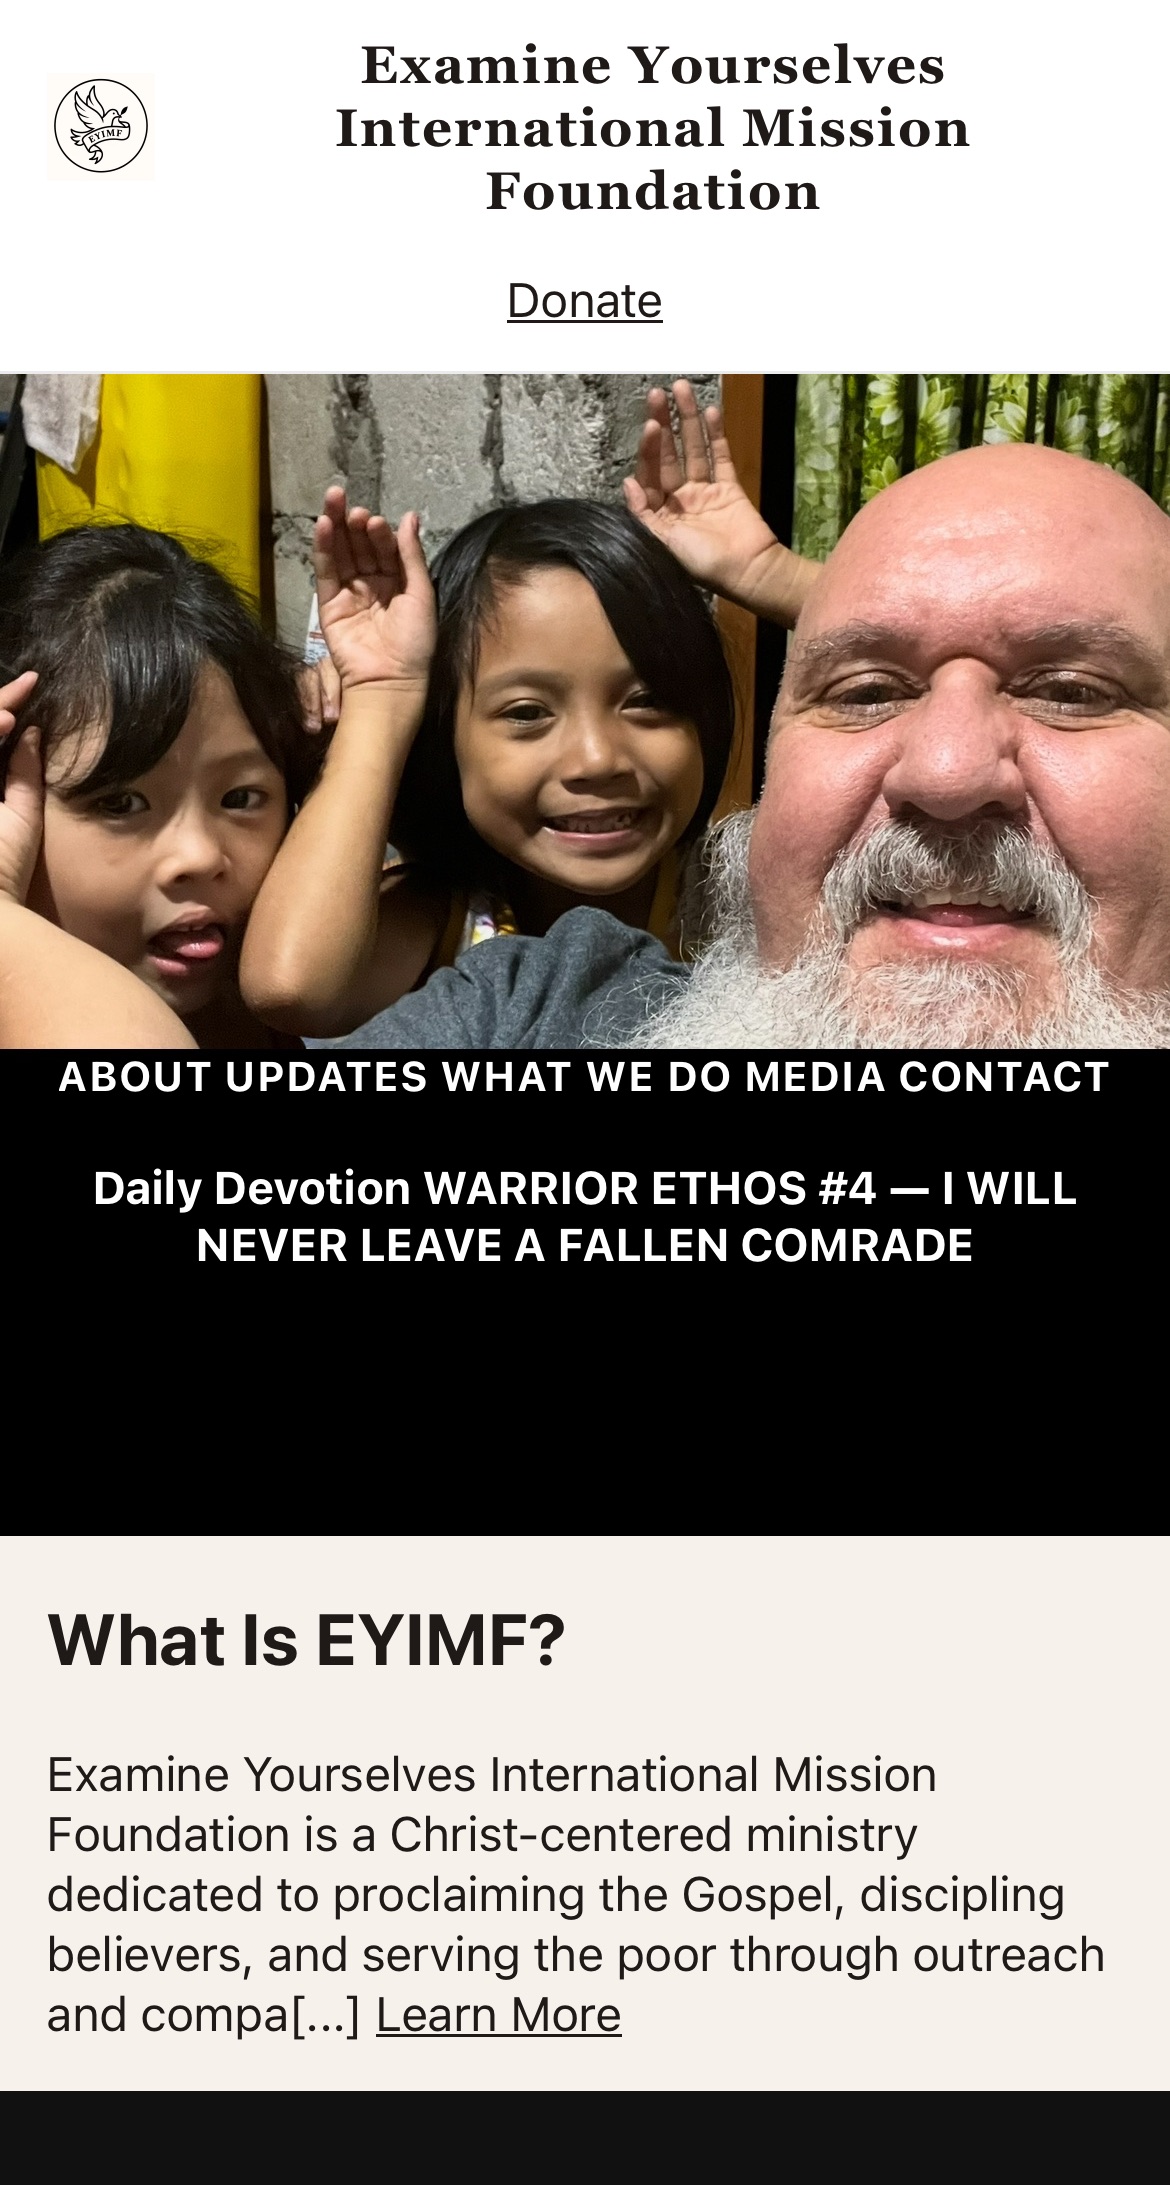 EYIMF
Examine Yourselves
International Mission
Foundation
Donate
ABOUT UPDATES WHAT WE DO MEDIA CONTACT
Daily Devotion WARRIOR ETHOS #4 — I WILL
NEVER LEAVE A FALLEN COMRADE
What Is EYIMF?
Examine Yourselves International Mission
Foundation is a Christ-centered ministry
dedicated to proclaiming the Gospel, discipling
believers, and serving the poor through outreach
and compa[...] Learn More